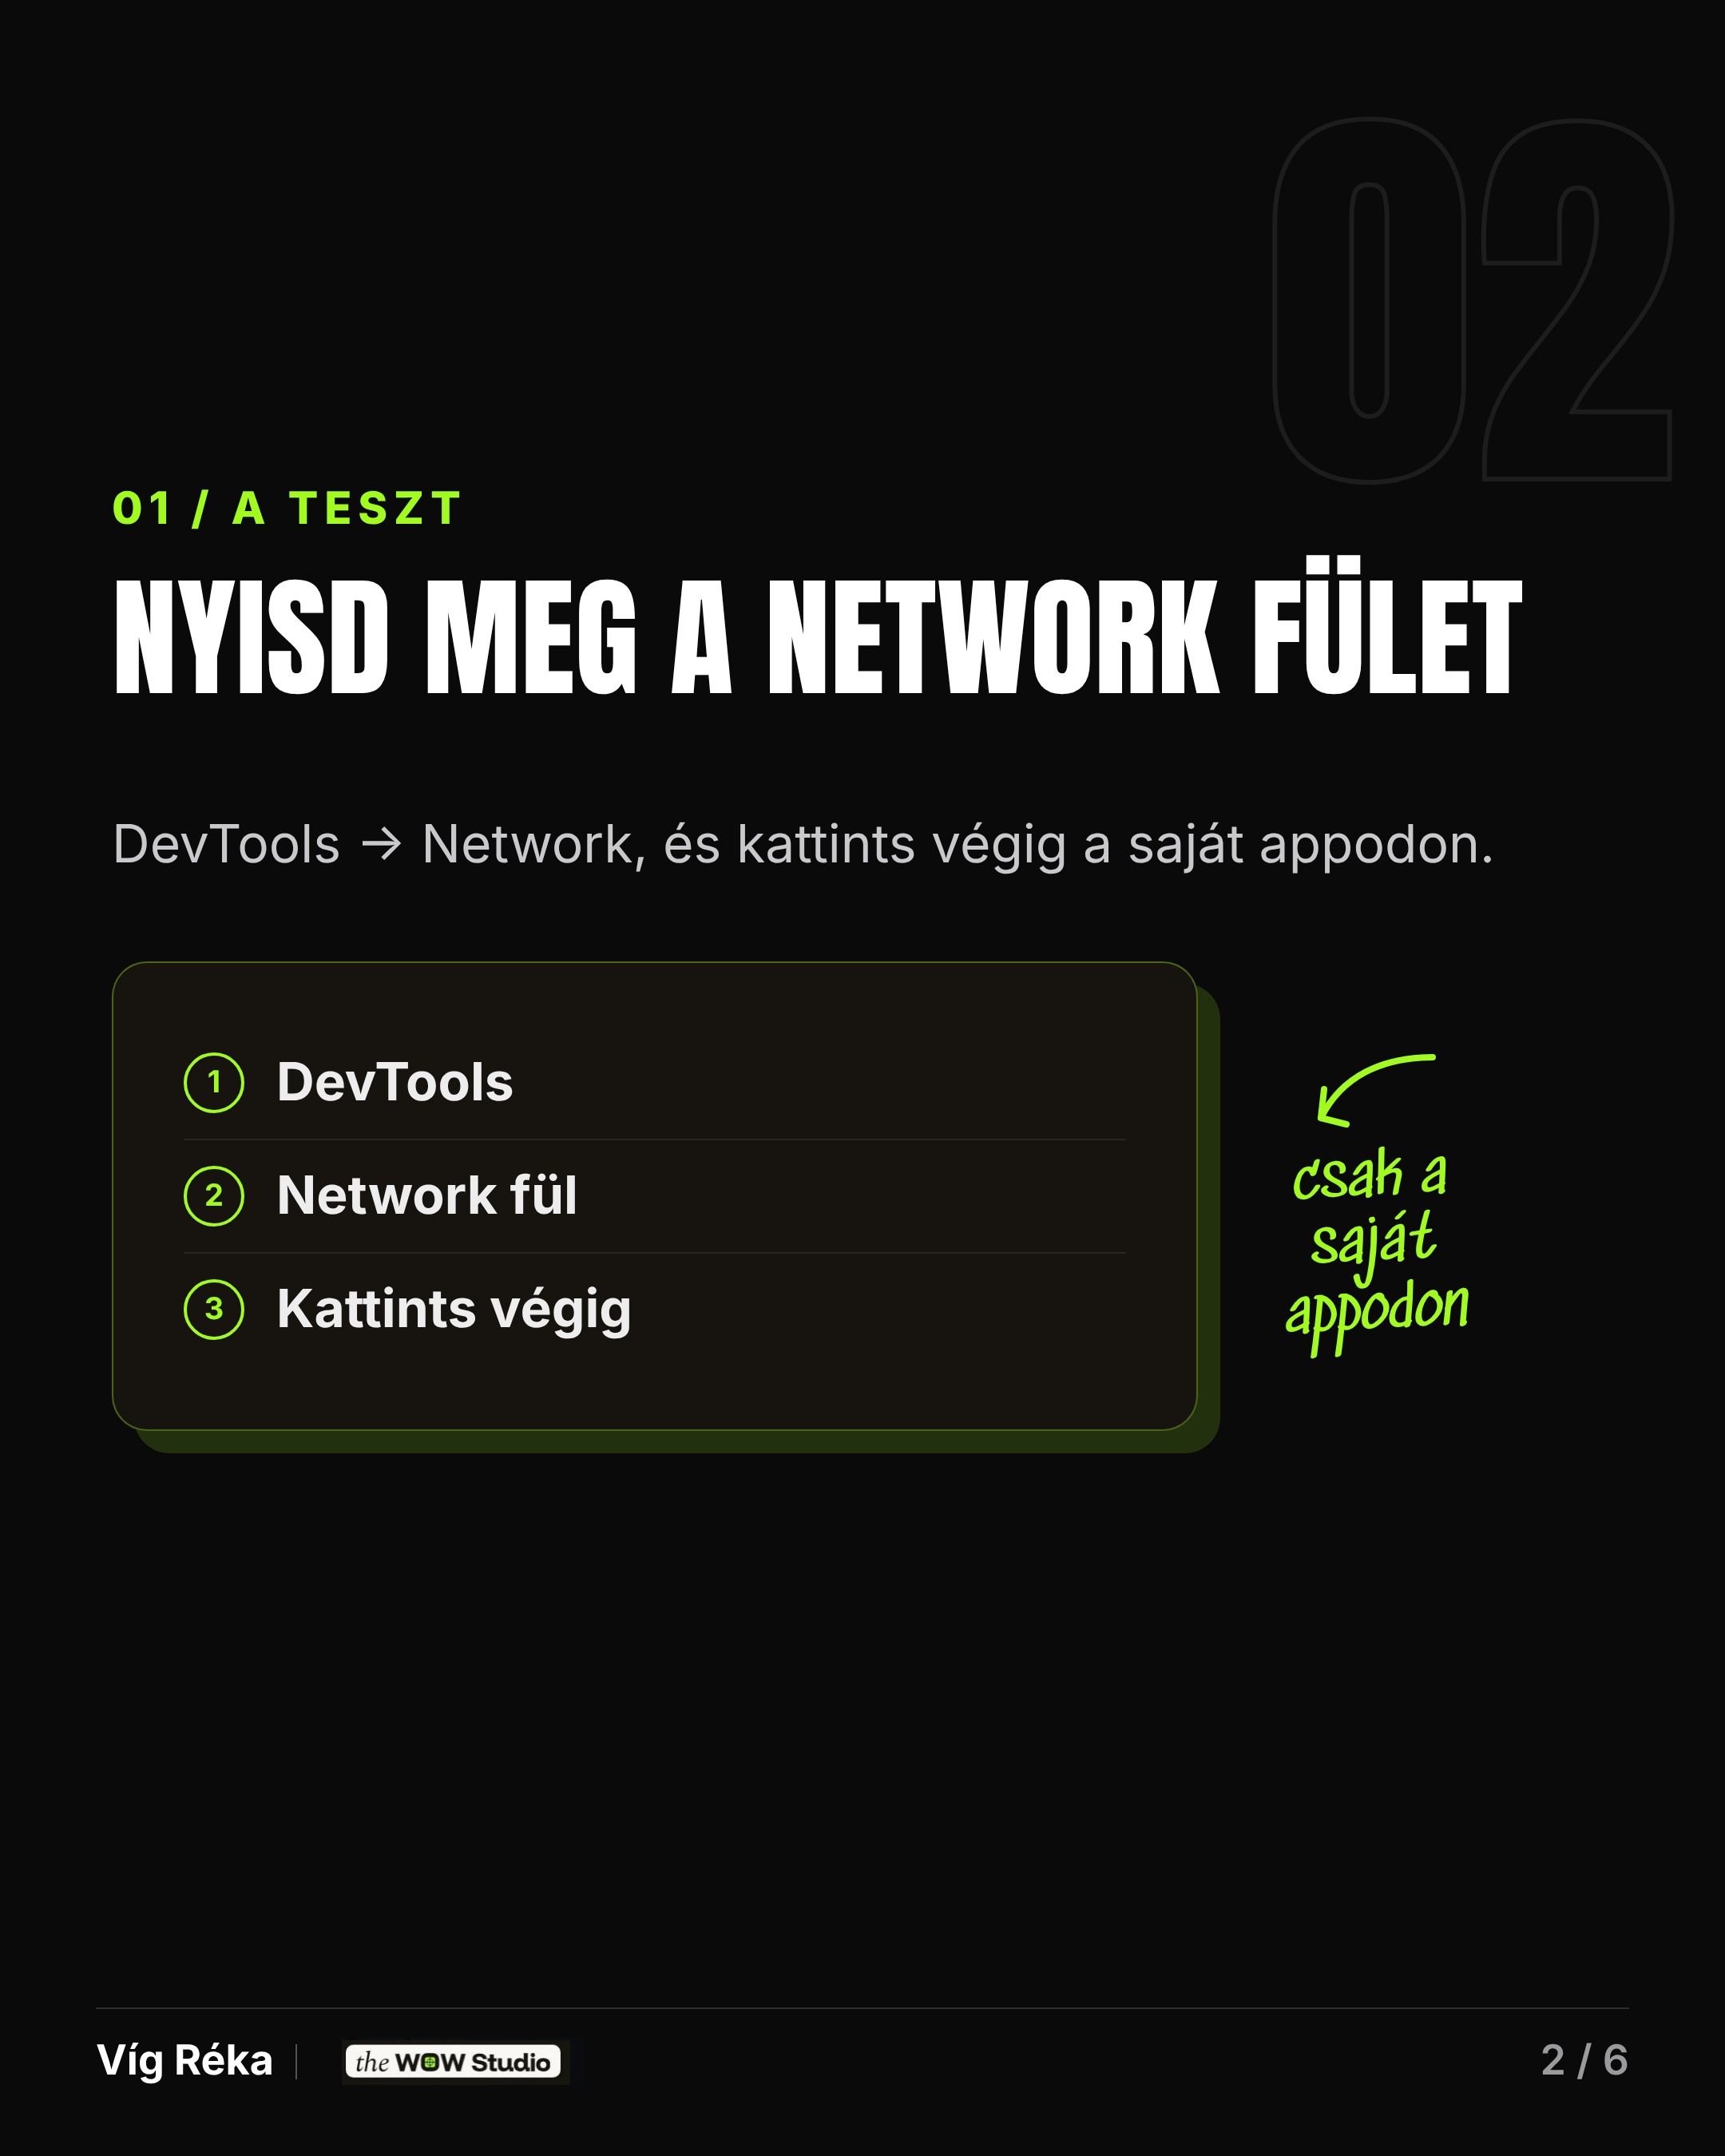 02
01 / A TESZT
NYISD MEG A NETWORK FÜLET
DevTools → Network, és kattints végig a saját appodon.
1 DevTools
2 Network fül
3 Kattints végig
csak a
saját
appodon
Víg Réka | the WOW Studio
2 / 6